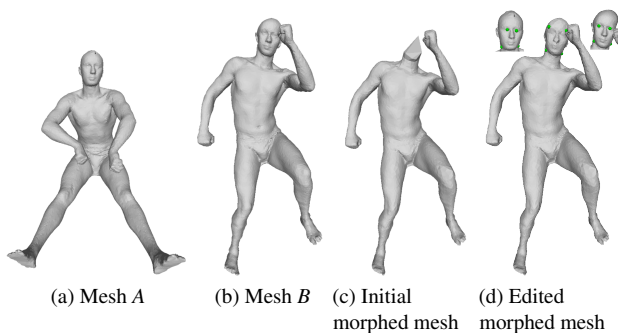 (a) Mesh A
(b) Mesh B
(c) Initial
morphed mesh
(d) Edited
morphed mesh